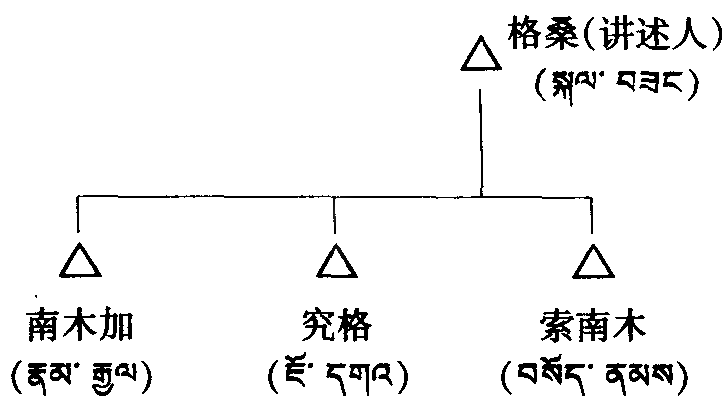 格桑(讲述人)
(སྐལ་ བཟང)
南木加
(རྣམ་ རྒྱལ)
究格
(ཇོ་ དགའ)
索南木
(བསོད་ ནམས)